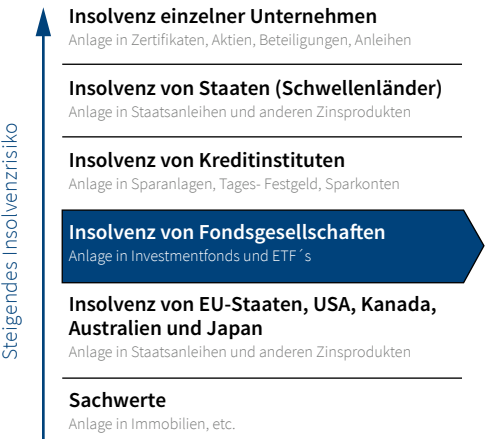 Insolvenz einzelner Unternehmen
Anlage in Zertifikaten, Aktien, Beteiligungen, Anleihen
Insolvenz von Staaten (Schwellenländer)
Anlage in Staatsanleihen und anderen Zinsprodukten
Insolvenz von Kreditinstituten
Anlage in Sparanlagen, Tages- Festgeld, Sparkonten
Insolvenz von Fondsgesellschaften
Anlage in Investmentfonds und ETF´s
Insolvenz von EU-Staaten, USA, Kanada,
Australien und Japan
Anlage in Staatsanleihen und anderen Zinsprodukten
Sachwerte
Anlage in Immobilien, etc.
Steigendes Insolvenzrisiko